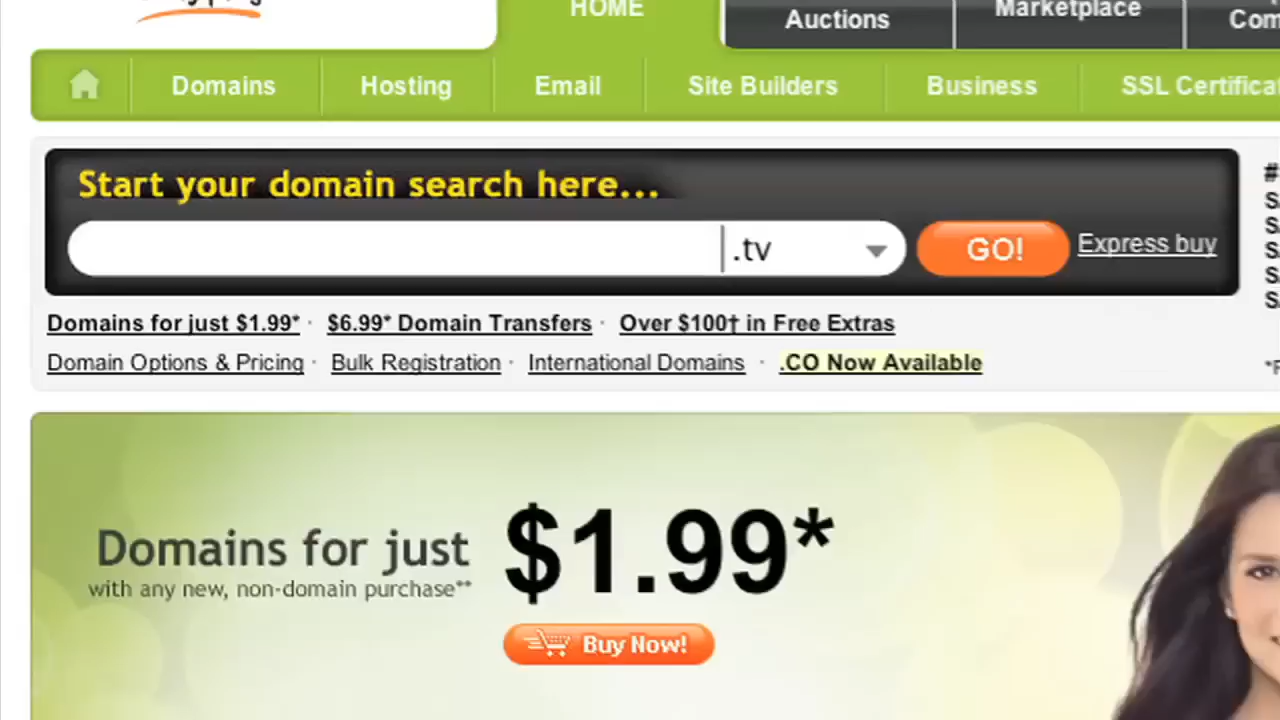 HOME
Auctions
Marketplace
Domains
Hosting
Email
Site Builders
Business
SSL Certifica
Start your domain search here...
.tv
GO!
Express buy
Domains for just $1.99* · $6.99* Domain Transfers · Over $100† in Free Extras
Domain Options & Pricing · Bulk Registration · International Domains · .CO Now Available
Domains for just $1.99*
with any new, non-domain purchase**
Buy Now!